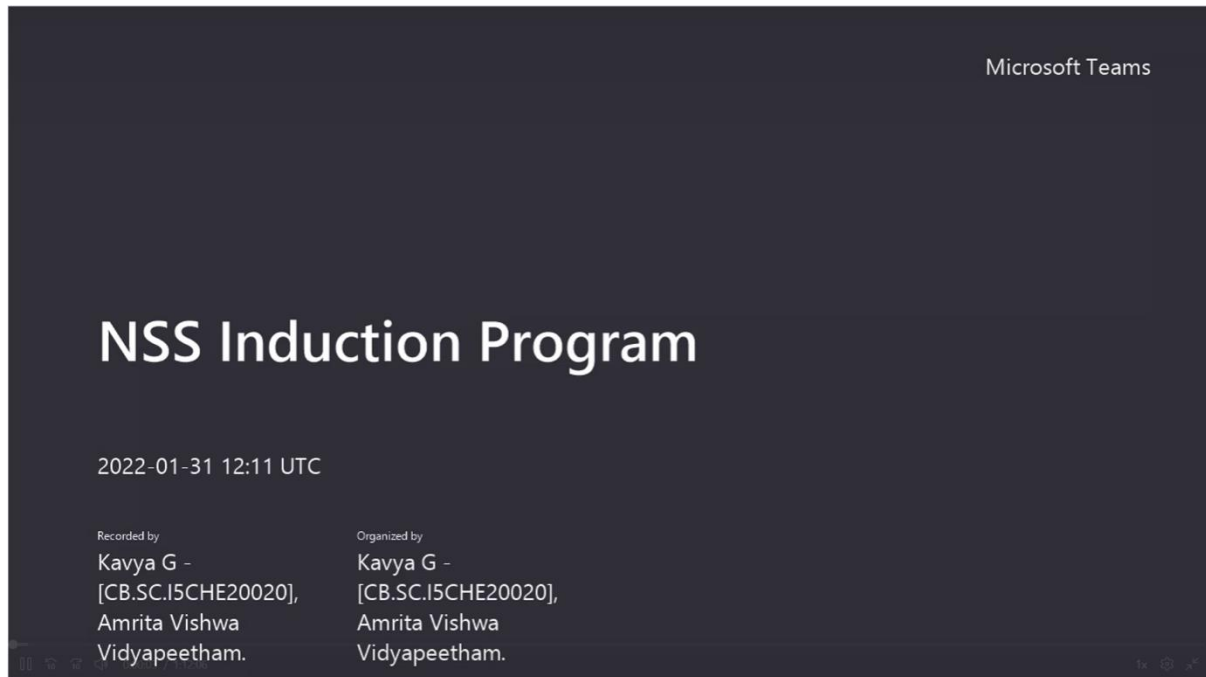 Microsoft Teams
NSS Induction Program
2022-01-31 12:11 UTC
Recorded by
Kavya G -
[CB.SC.I5CHE20020],
Amrita Vishwa
Vidyapeetham.
Organized by
Kavya G -
[CB.SC.I5CHE20020],
Amrita Vishwa
Vidyapeetham.
1x